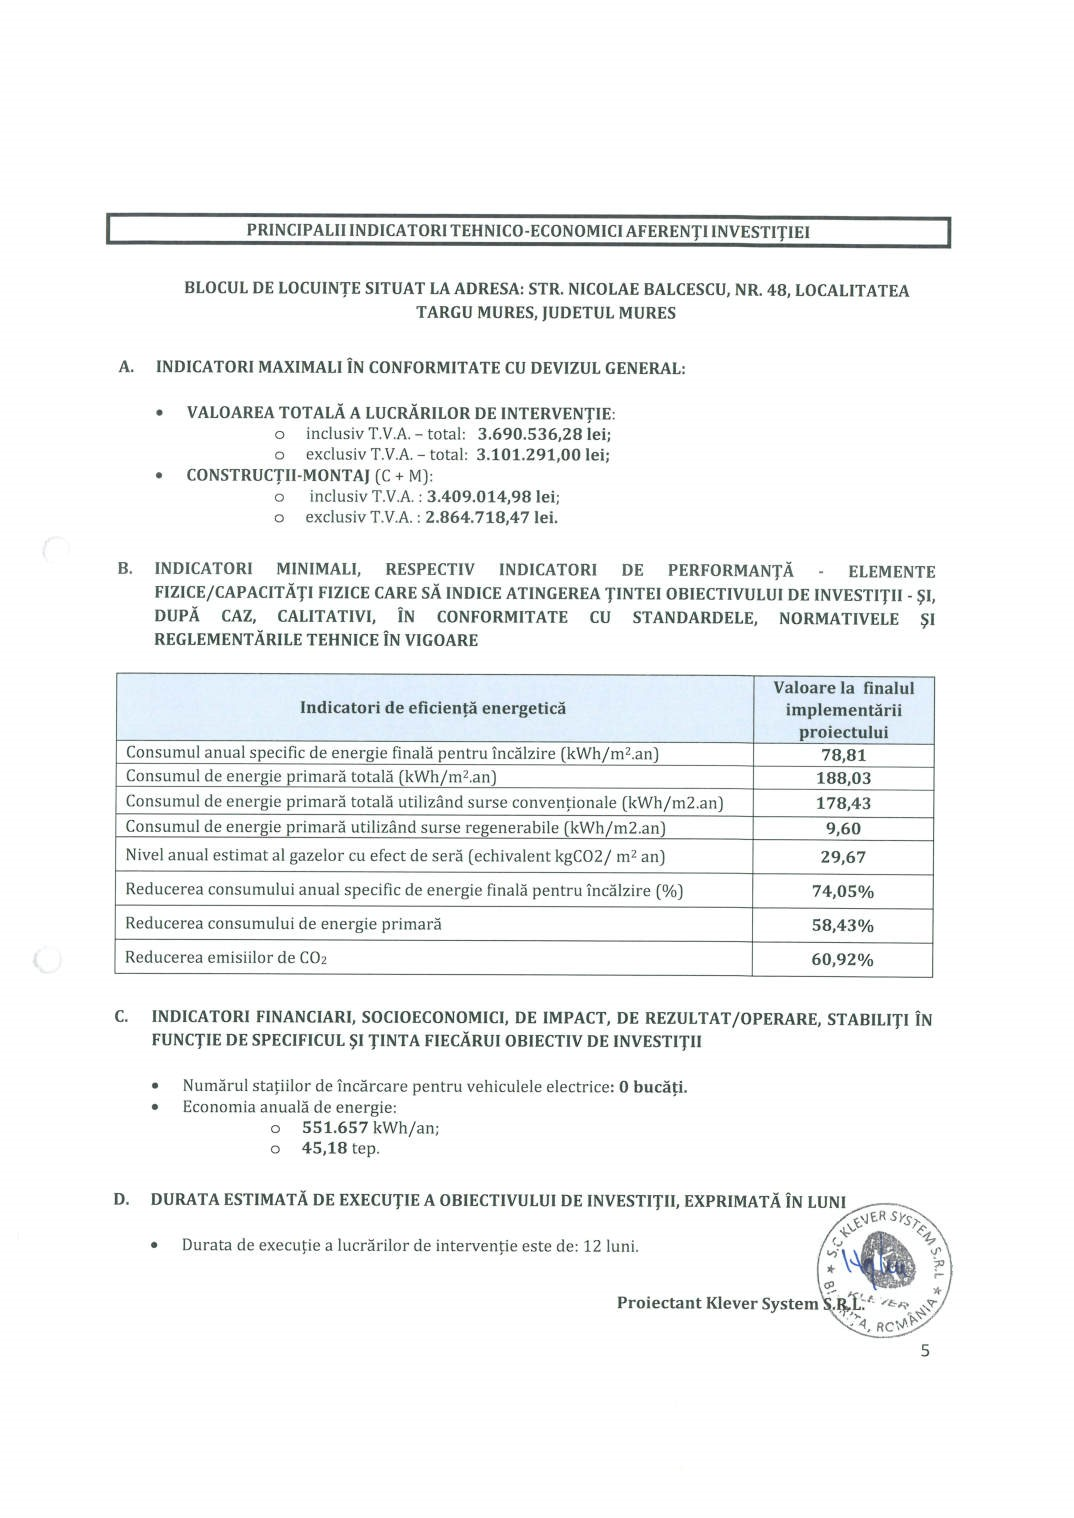 PRINCIPALII INDICATORI TEHNICO-ECONOMICI AFERENȚI INVESTIȚIEI
BLOCUL DE LOCUINȚE SITUAT LA ADRESA: STR. NICOLAE BALCESCU, NR. 48, LOCALITATEA
TARGU MURES, JUDETUL MURES
A. INDICATORI MAXIMALI ÎN CONFORMITATE CU DEVIZUL GENERAL:
• VALOAREA TOTALĂ A LUCRĂRILOR DE INTERVENȚIE:
o inclusiv T.V.A. – total: 3.690.536,28 lei;
o exclusiv T.V.A. – total: 3.101.291,00 lei;
• CONSTRUCȚII-MONTAJ (C + M):
o inclusiv T.V.A. : 3.409.014,98 lei;
o exclusiv T.V.A. : 2.864.718,47 lei.
B. INDICATORI MINIMALI, RESPECTIV INDICATORI DE PERFORMANȚĂ - ELEMENTE
FIZICE/CAPACITĂȚI FIZICE CARE SĂ INDICE ATINGEREA ȚINTEI OBIECTIVULUI DE INVESTIȚII - ȘI,
DUPĂ CAZ, CALITATIVI, ÎN CONFORMITATE CU STANDARDELE, NORMATIVELE ȘI
REGLEMENTĂRILE TEHNICE ÎN VIGOARE
Indicatori de eficiență energetică
Valoare la finalul
implementării
proiectului
Consumul anual specific de energie finală pentru încălzire (kWh/m².an) 78,81
Consumul de energie primară totală (kWh/m².an) 188,03
Consumul de energie primară totală utilizând surse convenționale (kWh/m2.an) 178,43
Consumul de energie primară utilizând surse regenerabile (kWh/m2.an) 9,60
Nivel anual estimat al gazelor cu efect de seră (echivalent kgCO2/ m² an) 29,67
Reducerea consumului anual specific de energie finală pentru încălzire (%) 74,05%
Reducerea consumului de energie primară 58,43%
Reducerea emisiilor de CO₂ 60,92%
C. INDICATORI FINANCIARI, SOCIOECONOMICI, DE IMPACT, DE REZULTAT/OPERARE, STABILIȚI ÎN
FUNCȚIE DE SPECIFICUL ȘI ȚINTA FIECĂRUI OBIECTIV DE INVESTIȚII
• Numărul stațiilor de încărcare pentru vehiculele electrice: 0 bucăți.
• Economia anuală de energie:
o 551.657 kWh/an;
o 45,18 tep.
D. DURATA ESTIMATĂ DE EXECUȚIE A OBIECTIVULUI DE INVESTIȚII, EXPRIMATĂ ÎN LUNI
• Durata de execuție a lucrărilor de intervenție este de: 12 luni.
S.C KLEVER SYSTEM S.R.L
KLEVER
ROMÂNIA
Proiectant Klever System S.R.L.
5